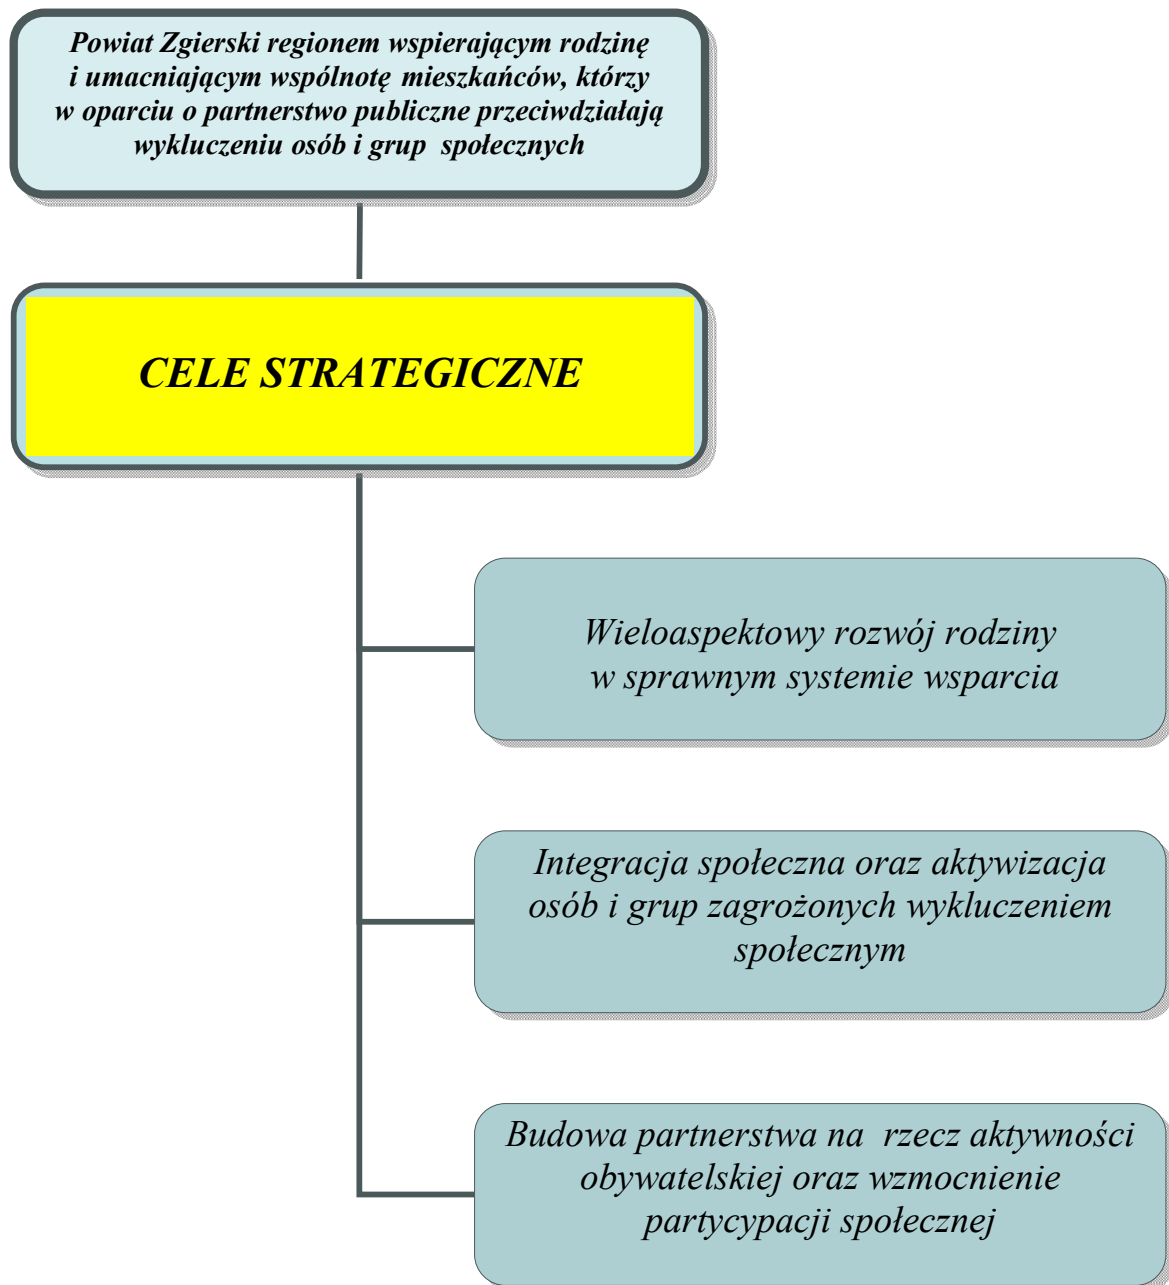 Powiat Zgierski regionem wspierającym rodzinę
i umacniającym wspólnotę mieszkańców, którzy
w oparciu o partnerstwo publiczne przeciwdziałają
wykluczeniu osób i grup społecznych
CELE STRATEGICZNE
Wieloaspektowy rozwój rodziny
w sprawnym systemie wsparcia
Integracja społeczna oraz aktywizacja
osób i grup zagrożonych wykluczeniem
społecznym
Budowa partnerstwa na rzecz aktywności
obywatelskiej oraz wzmocnienie
partycypacji społecznej